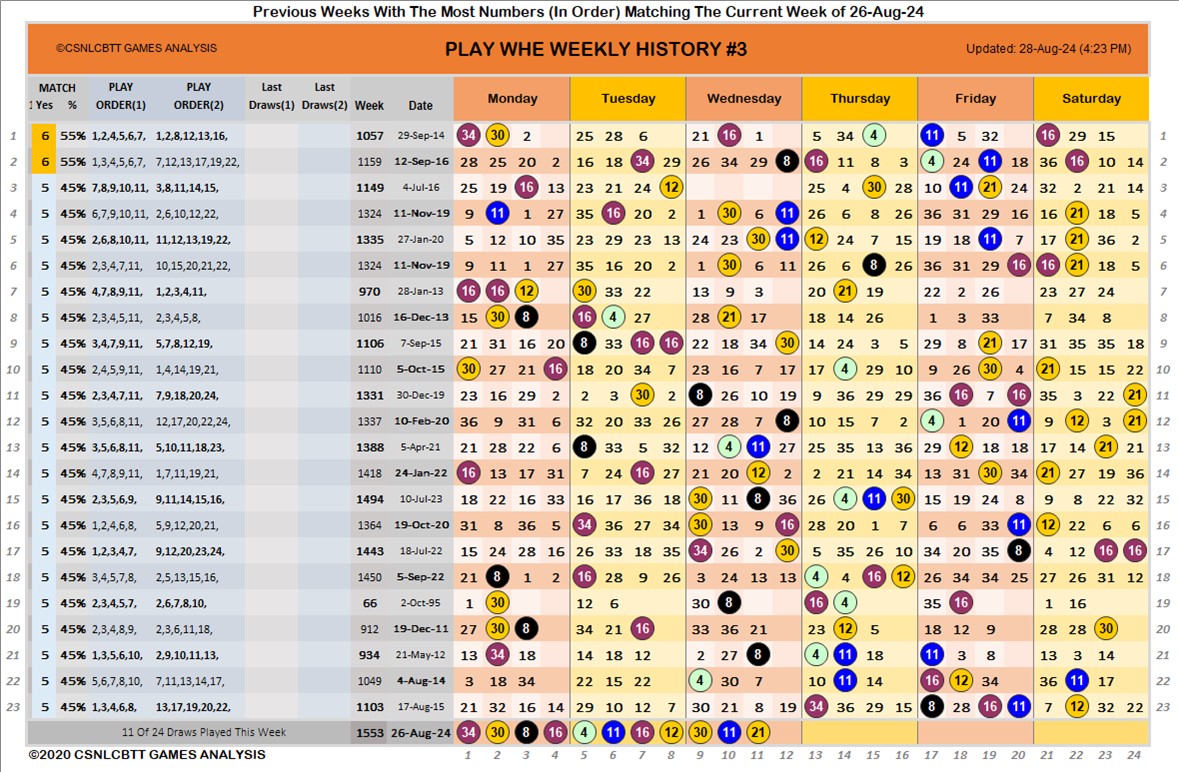 Previous Weeks With The Most Numbers (In Order) Matching The Current Week of 26-Aug-24
©CSNLCBTT GAMES ANALYSIS PLAY WHE WEEKLY HISTORY #3 Updated: 28-Aug-24 (4:23 PM)
MATCH PLAY PLAY Last Last
1 Yes % ORDER(1) ORDER(2) Draws(1) Draws(2) Week Date Monday Tuesday Wednesday Thursday Friday Saturday
1 6 55% 1,2,4,5,6,7, 1,2,8,12,13,16, 1057 29-Sep-14 34 30 2 25 28 6 21 16 1 5 34 4 11 5 32 16 29 15 1
2 6 55% 1,3,4,5,6,7, 7,12,13,17,19,22, 1159 12-Sep-16 28 25 20 2 16 18 34 29 26 34 29 8 16 11 8 3 4 24 11 18 36 16 10 14 2
3 5 45% 7,8,9,10,11, 3,8,11,14,15, 1149 4-Jul-16 25 19 16 13 23 21 24 12 25 4 30 28 10 11 21 24 32 2 21 14 3
4 5 45% 6,7,9,10,11, 2,6,10,12,22, 1324 11-Nov-19 9 11 1 27 35 16 20 2 1 30 6 11 26 6 8 26 36 31 29 16 16 21 18 5 4
5 5 45% 2,6,8,10,11, 11,12,13,19,22, 1335 27-Jan-20 5 12 10 35 23 29 23 13 24 23 30 11 12 24 7 15 19 18 11 7 17 21 36 2 5
6 5 45% 2,3,4,7,11, 10,15,20,21,22, 1324 11-Nov-19 9 11 1 27 35 16 20 2 1 30 6 11 26 6 8 26 36 31 29 16 16 21 18 5 6
7 5 45% 4,7,8,9,11, 1,2,3,4,11, 970 28-Jan-13 16 16 12 30 33 22 13 9 3 20 21 19 22 2 26 23 27 24 7
8 5 45% 2,3,4,5,11, 2,3,4,5,8, 1016 16-Dec-13 15 30 8 16 4 27 28 21 17 18 14 26 1 3 33 7 34 8 8
9 5 45% 3,4,7,9,11, 5,7,8,12,19, 1106 7-Sep-15 21 31 16 20 8 33 16 16 22 18 34 30 14 24 3 5 29 8 21 17 31 35 35 18 9
10 5 45% 2,4,5,9,11, 1,4,14,19,21, 1110 5-Oct-15 30 27 21 16 18 20 34 7 23 16 7 17 17 4 29 10 9 26 30 4 21 15 15 22 10
11 5 45% 2,3,4,7,11, 7,9,18,20,24, 1331 30-Dec-19 23 16 29 2 2 3 30 2 8 26 10 19 9 36 29 29 36 16 7 16 35 3 22 21 11
12 5 45% 3,5,6,8,11, 12,17,20,22,24, 1337 10-Feb-20 36 9 31 6 32 20 33 26 27 28 7 8 10 15 7 2 4 1 20 11 9 12 3 21 12
13 5 45% 3,5,6,8,11, 5,10,11,18,23, 1388 5-Apr-21 21 28 22 6 8 33 5 32 12 4 11 27 25 35 13 36 29 12 18 18 17 24 21 23 13
14 5 45% 4,7,8,9,11, 1,7,11,19,21, 1418 24-Jan-22 16 13 17 31 7 24 16 27 21 20 12 2 2 21 14 34 13 31 30 34 21 27 19 36 14
15 5 45% 2,3,5,6,9, 9,11,14,15,16, 1494 10-Jul-23 18 22 16 33 16 17 36 18 30 11 8 36 26 4 11 30 15 19 24 8 9 8 22 32 15
16 5 45% 1,2,4,6,8, 5,9,12,20,21, 1364 19-Oct-20 31 8 36 5 34 36 27 34 30 13 9 16 28 20 1 7 6 6 33 11 12 22 6 6 16
17 5 45% 1,2,3,4,7, 9,12,20,23,24, 1443 18-Jul-22 15 24 28 16 26 33 18 35 34 26 2 30 5 35 26 10 34 20 35 8 4 12 16 16 17
18 5 45% 3,4,5,7,8, 2,5,13,15,16, 1450 5-Sep-22 21 8 1 2 16 28 9 26 3 24 13 13 4 4 16 12 26 34 34 25 27 26 31 12 18
19 5 45% 2,3,4,5,7, 2,6,7,8,10, 66 2-Oct-95 1 30 12 6 30 8 16 4 35 16 1 16 19
20 5 45% 2,3,4,8,9, 2,3,6,11,18, 912 19-Dec-11 27 30 8 34 21 16 33 36 21 23 12 5 18 12 9 28 28 30 20
21 5 45% 1,3,5,6,10, 2,9,10,11,13, 934 21-May-12 13 34 18 14 18 12 2 27 8 4 11 18 11 3 8 13 3 14 21
22 5 45% 5,6,7,8,10, 7,11,13,14,17, 1049 4-Aug-14 3 18 34 22 15 22 4 30 7 10 11 14 16 12 34 36 11 17 22
23 5 45% 1,3,4,6,8, 13,17,19,20,22, 1103 17-Aug-15 21 32 16 14 29 10 12 7 30 21 8 19 34 36 29 15 8 28 16 11 7 12 32 22 23
11 Of 24 Draws Played This Week 1553 26-Aug-24 34 30 8 16 4 11 16 12 30 11 21
©2020 CSNLCBTT GAMES ANALYSIS 1 2 3 4 5 6 7 8 9 10 11 12 13 14 15 16 17 18 19 20 21 22 23 24